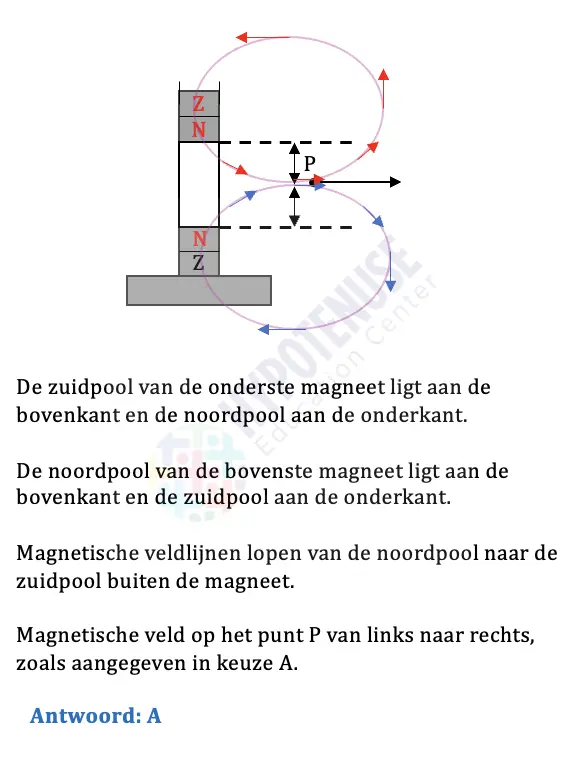 Z
N
P
N
Z
HYPOTENUSE
Education Center
De zuidpool van de onderste magneet ligt aan de
bovenkant en de noordpool aan de onderkant.
De noordpool van de bovenste magneet ligt aan de
bovenkant en de zuidpool aan de onderkant.
Magnetische veldlijnen lopen van de noordpool naar de
zuidpool buiten de magneet.
Magnetische veld op het punt P van links naar rechts,
zoals aangegeven in keuze A.
Antwoord: A